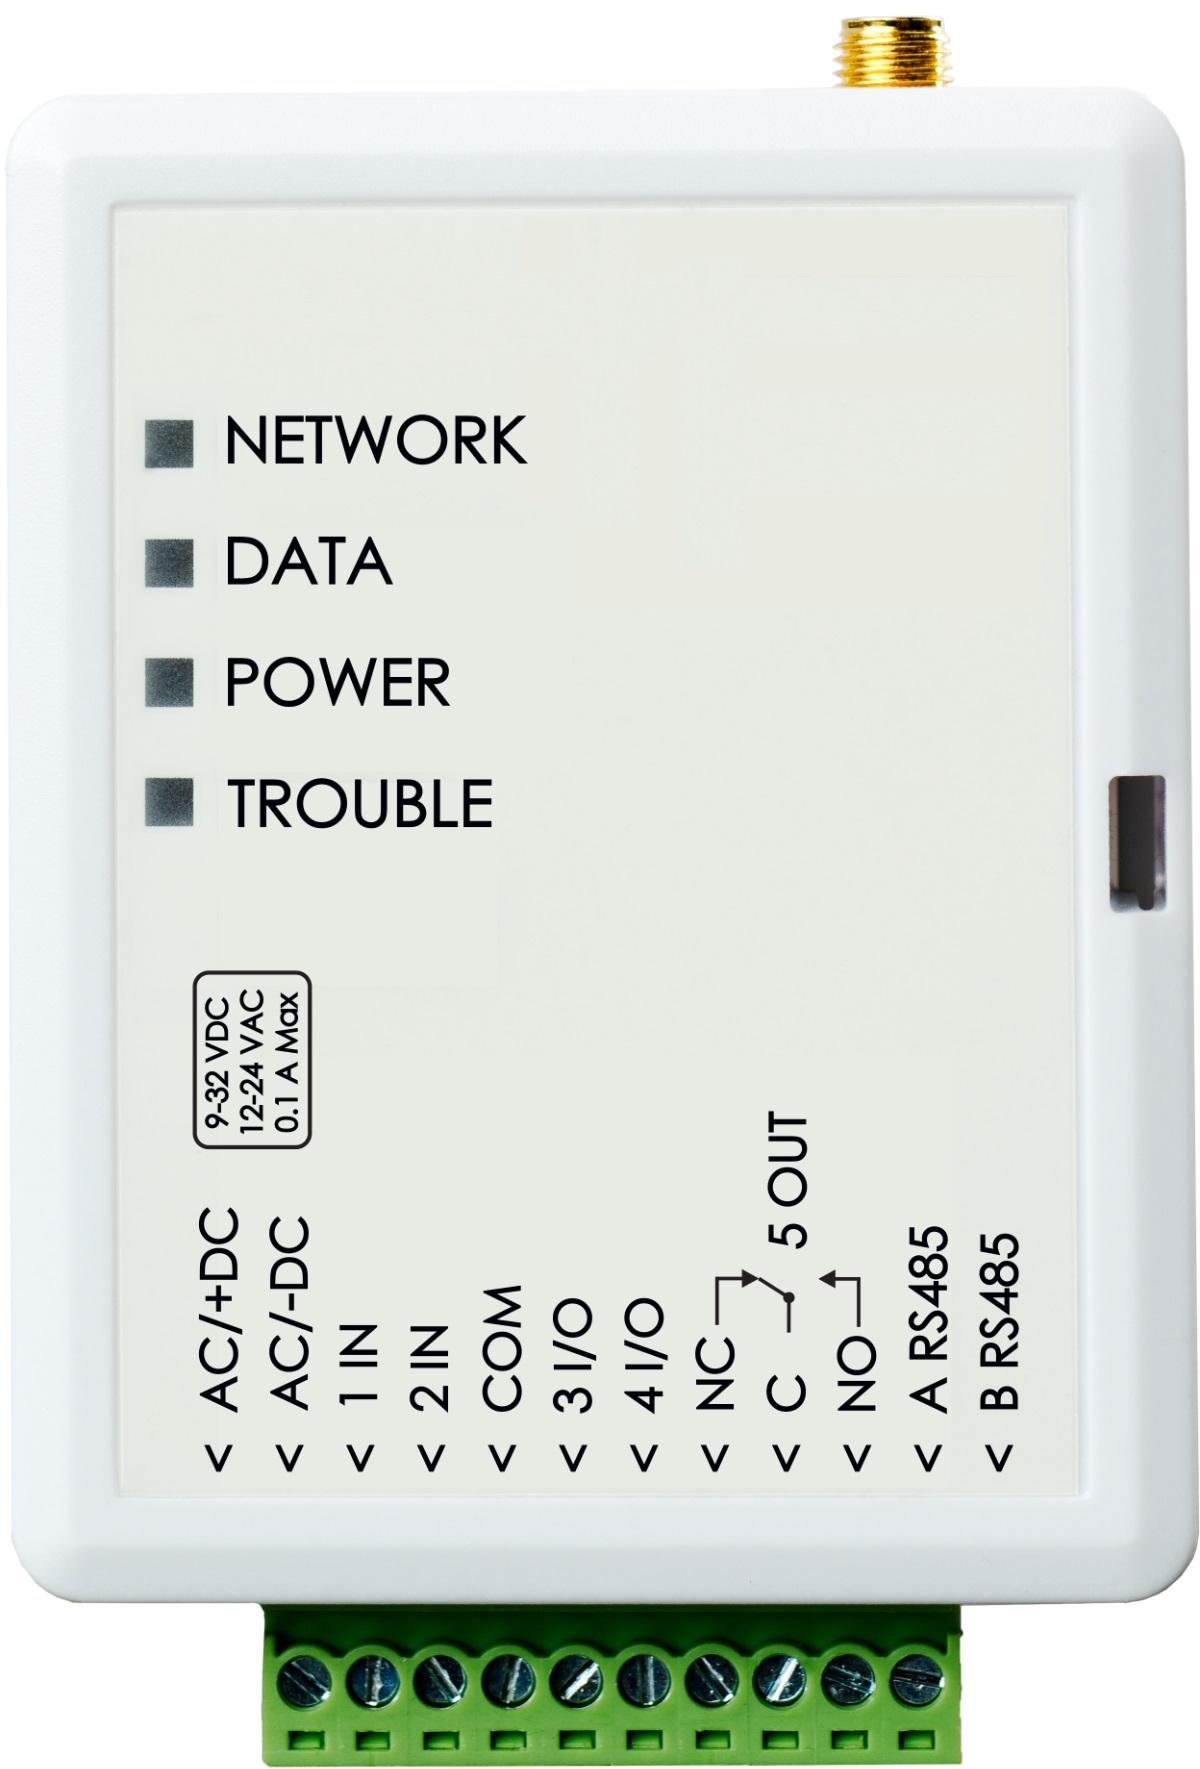 NETWORK
DATA
POWER
TROUBLE
9-32 VDC
12-24 VAC
0.1 A Max
< AC/+DC
< AC/-DC
< 1 IN
< 2 IN
< COM
< 3 I/O
< 4 I/O
< NC
< C
5 OUT
< NO
< A RS485
< B RS485